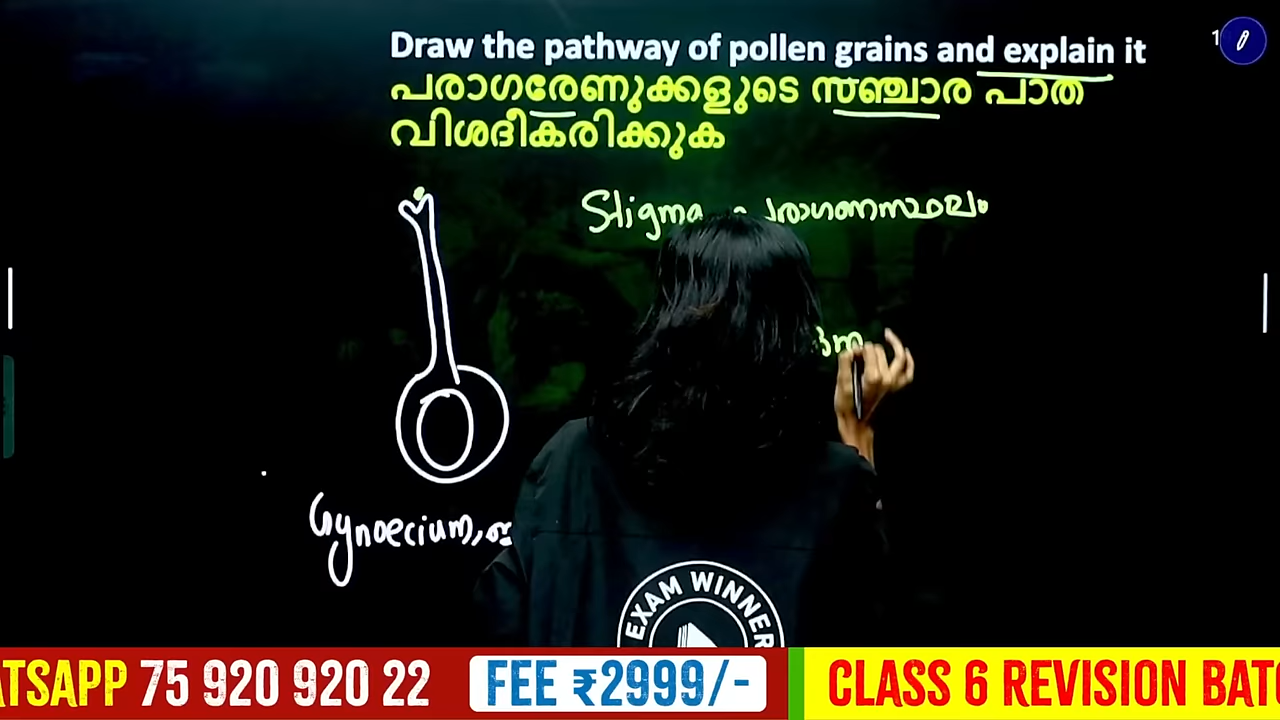 Draw the pathway of pollen grains and explain it
പരാഗരേണുക്കളുടെ സഞ്ചാര പാത
വിശദീകരിക്കുക
Stigma
Gynoecium,
EXAM WINNER
ATSAPP 75 920 920 22 FEE ₹2999/- CLASS 6 REVISION BAT